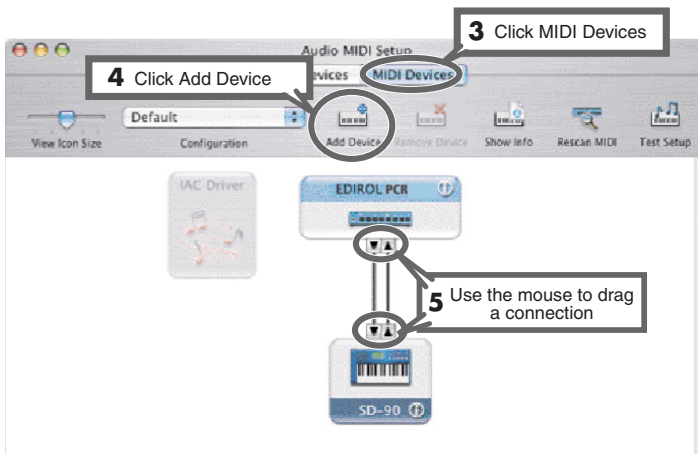 3 Click MIDI Devices
Audio MIDI Setup
4 Click Add Device
evices MIDI Devices
Default
View Icon Size Configuration Add Device Remove Device Show Info Rescan MIDI Test Setup
IAC Driver
EDIROL PCR
5 Use the mouse to drag
a connection
SD-90